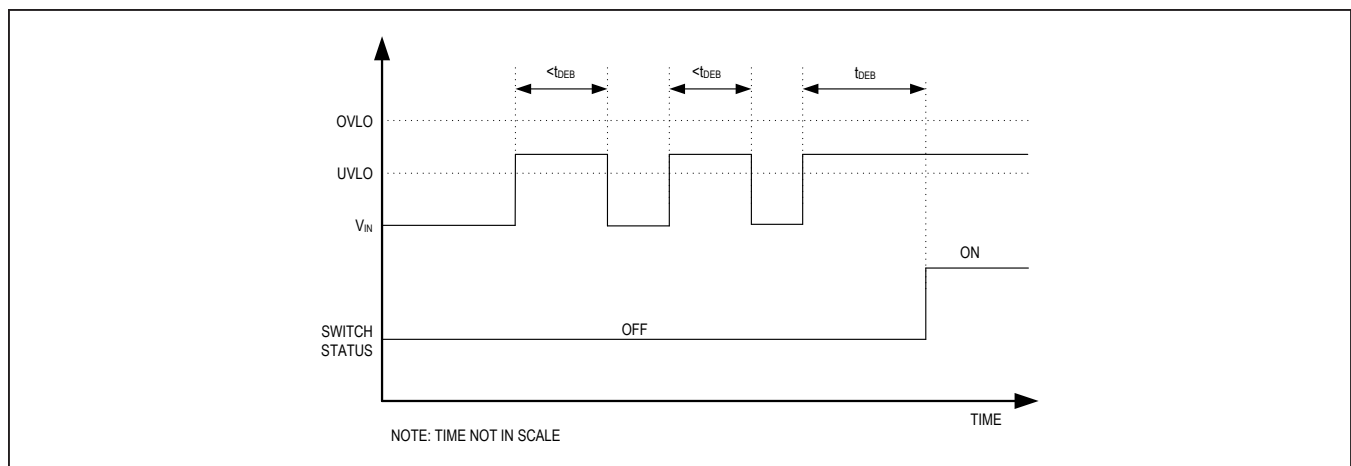 <tDEB
<tDEB
tDEB
OVLO
UVLO
VIN
ON
OFF
SWITCH
STATUS
TIME
NOTE: TIME NOT IN SCALE